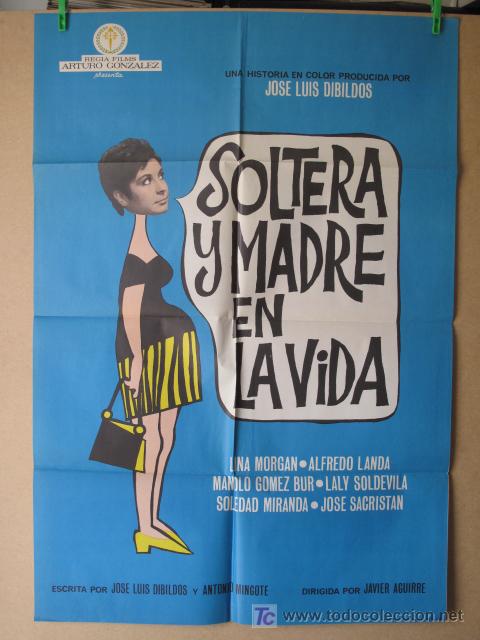 REGIA FILMS
ARTURO GONZALEZ
presenta
UNA HISTORIA EN COLOR PRODUCIDA POR
JOSE LUIS DIBILDOS
SOLTERA
Y MADRE
EN
LA ViDA
LINA MORGAN • ALFREDO LANDA
MANOLO GOMEZ BUR • LALY SOLDEVILA
SOLEDAD MIRANDA • JOSE SACRISTAN
ESCRITA POR JOSE LUIS DIBILDOS Y ANTONIO MINGOTE
DIRIGIDA POR JAVIER AGUIRRE
TC www.todocoleccion.net